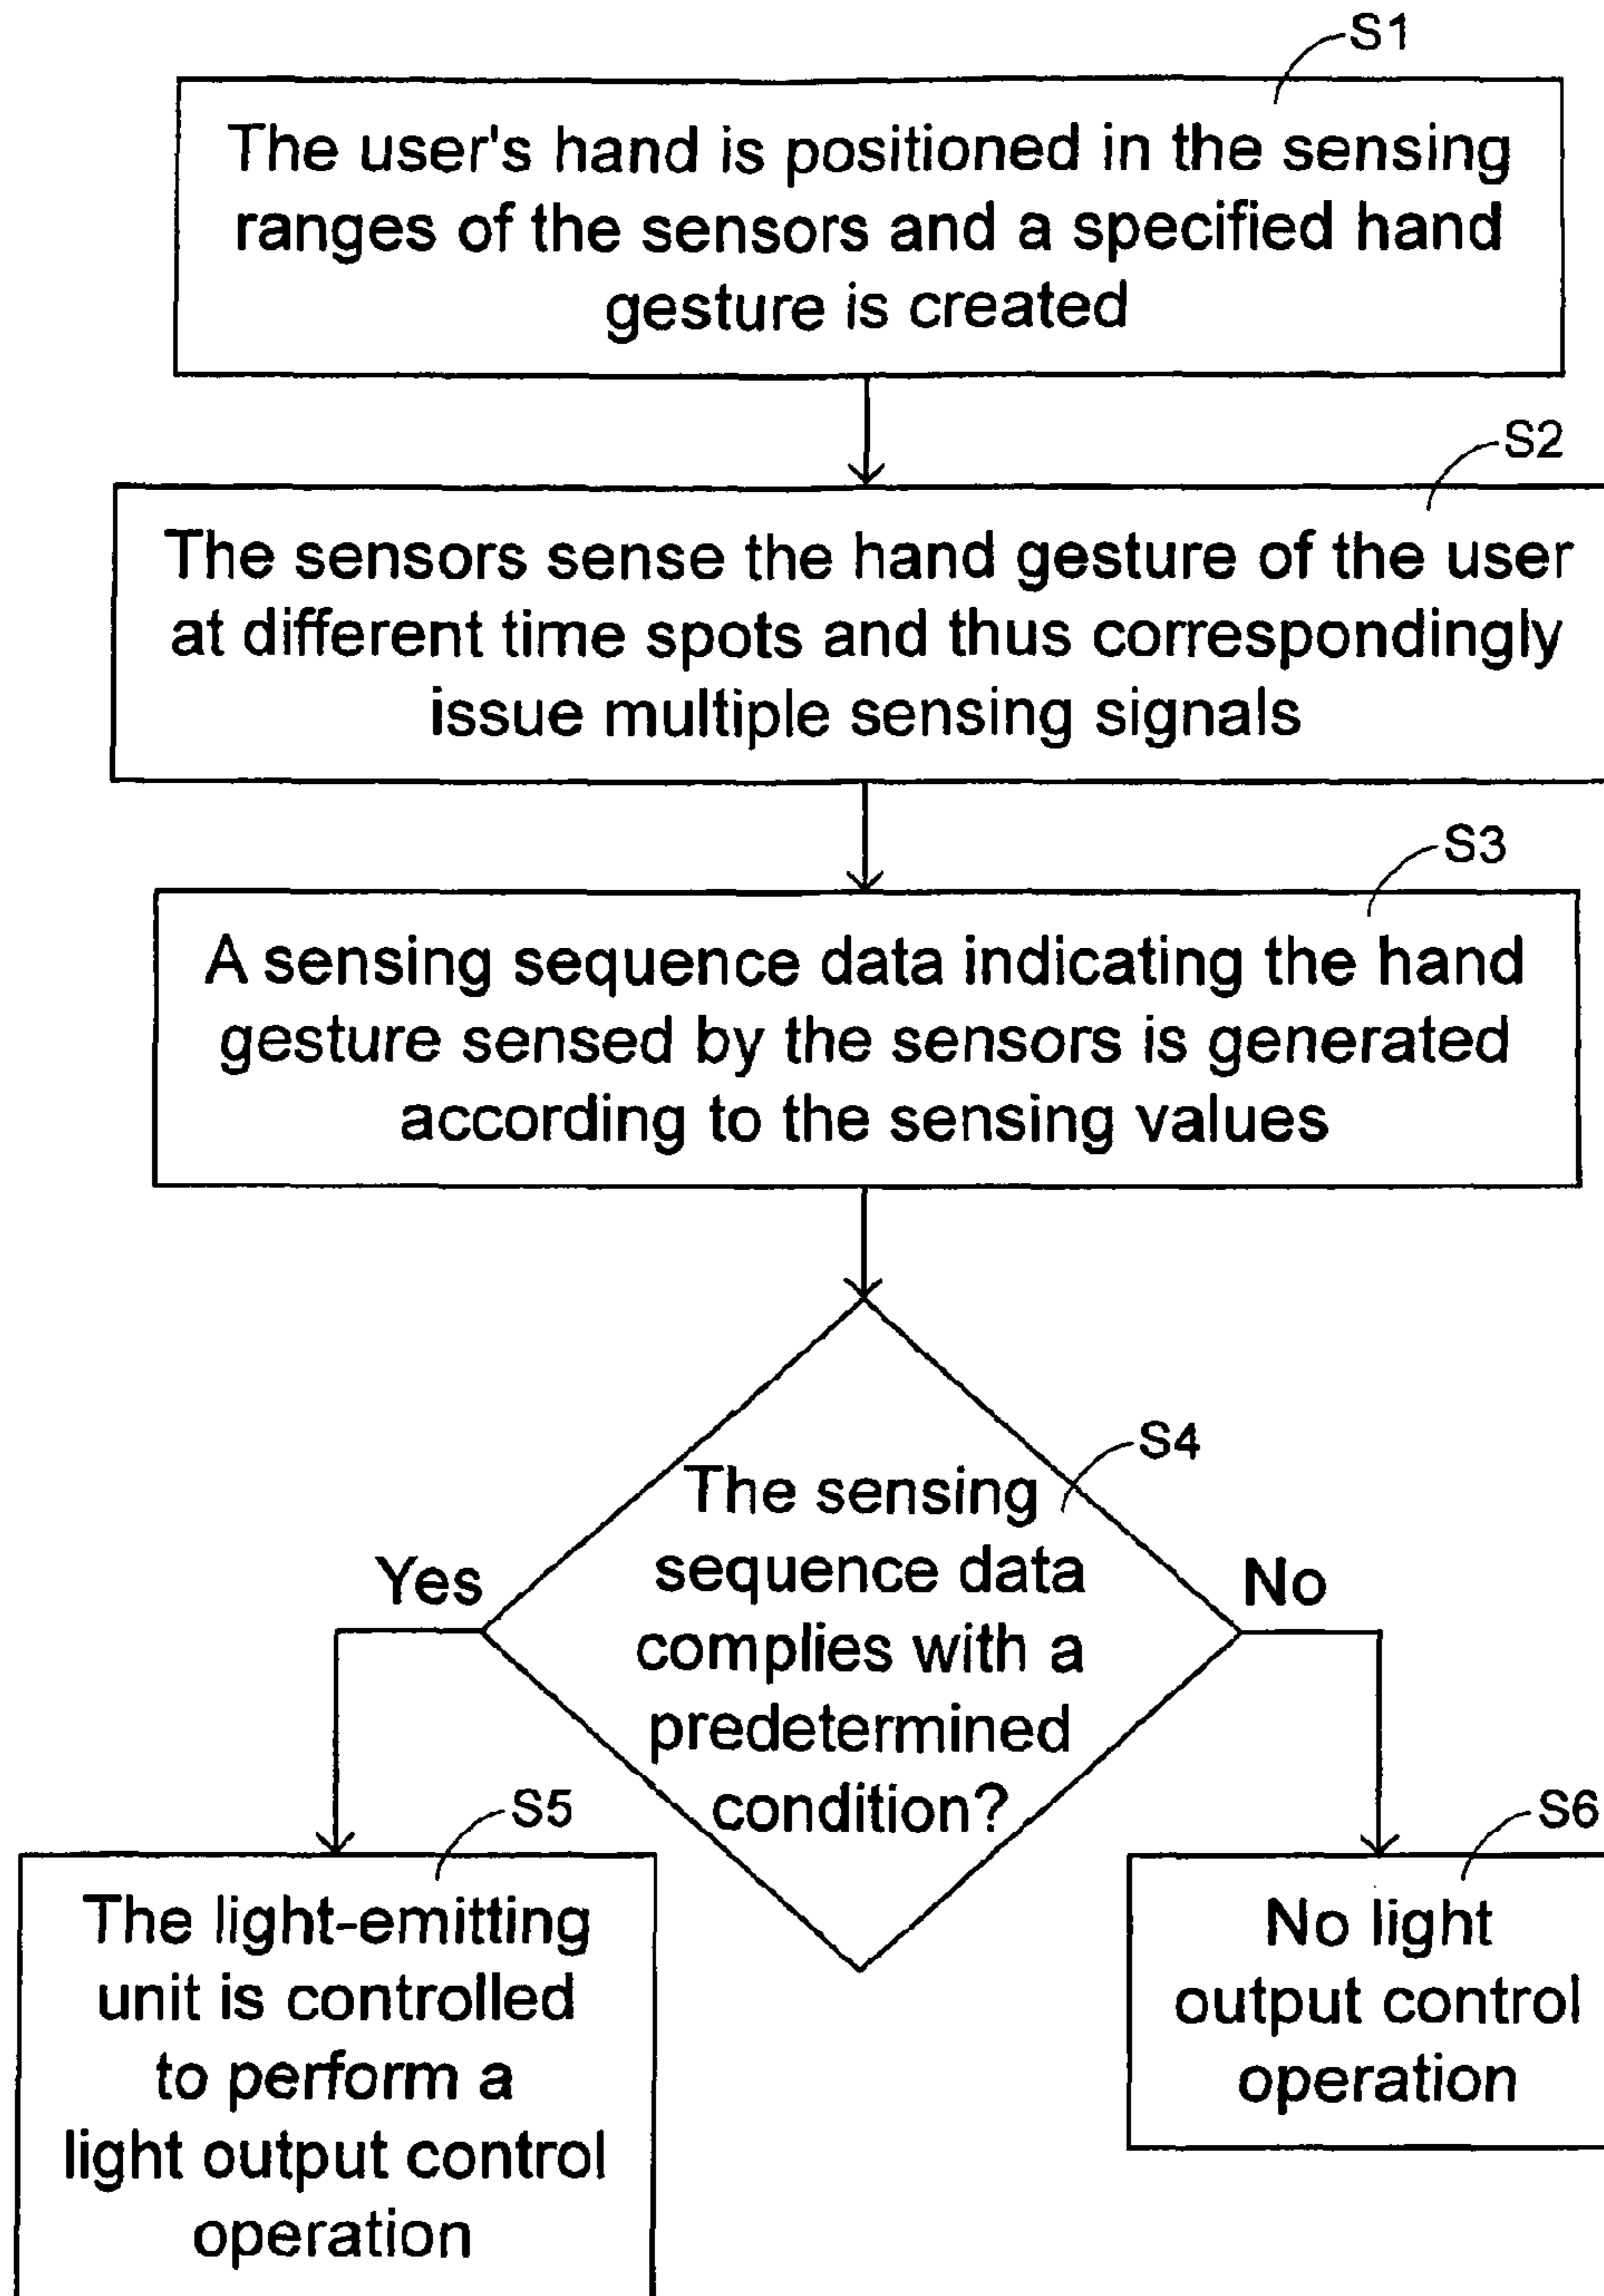 S1
The user's hand is positioned in the sensing
ranges of the sensors and a specified hand
gesture is created
S2
The sensors sense the hand gesture of the user
at different time spots and thus correspondingly
issue multiple sensing signals
S3
A sensing sequence data indicating the hand
gesture sensed by the sensors is generated
according to the sensing values
S4
The sensing
sequence data
complies with a
predetermined
condition?
Yes
No
S5
The light-emitting
unit is controlled
to perform a
light output control
operation
S6
No light
output control
operation